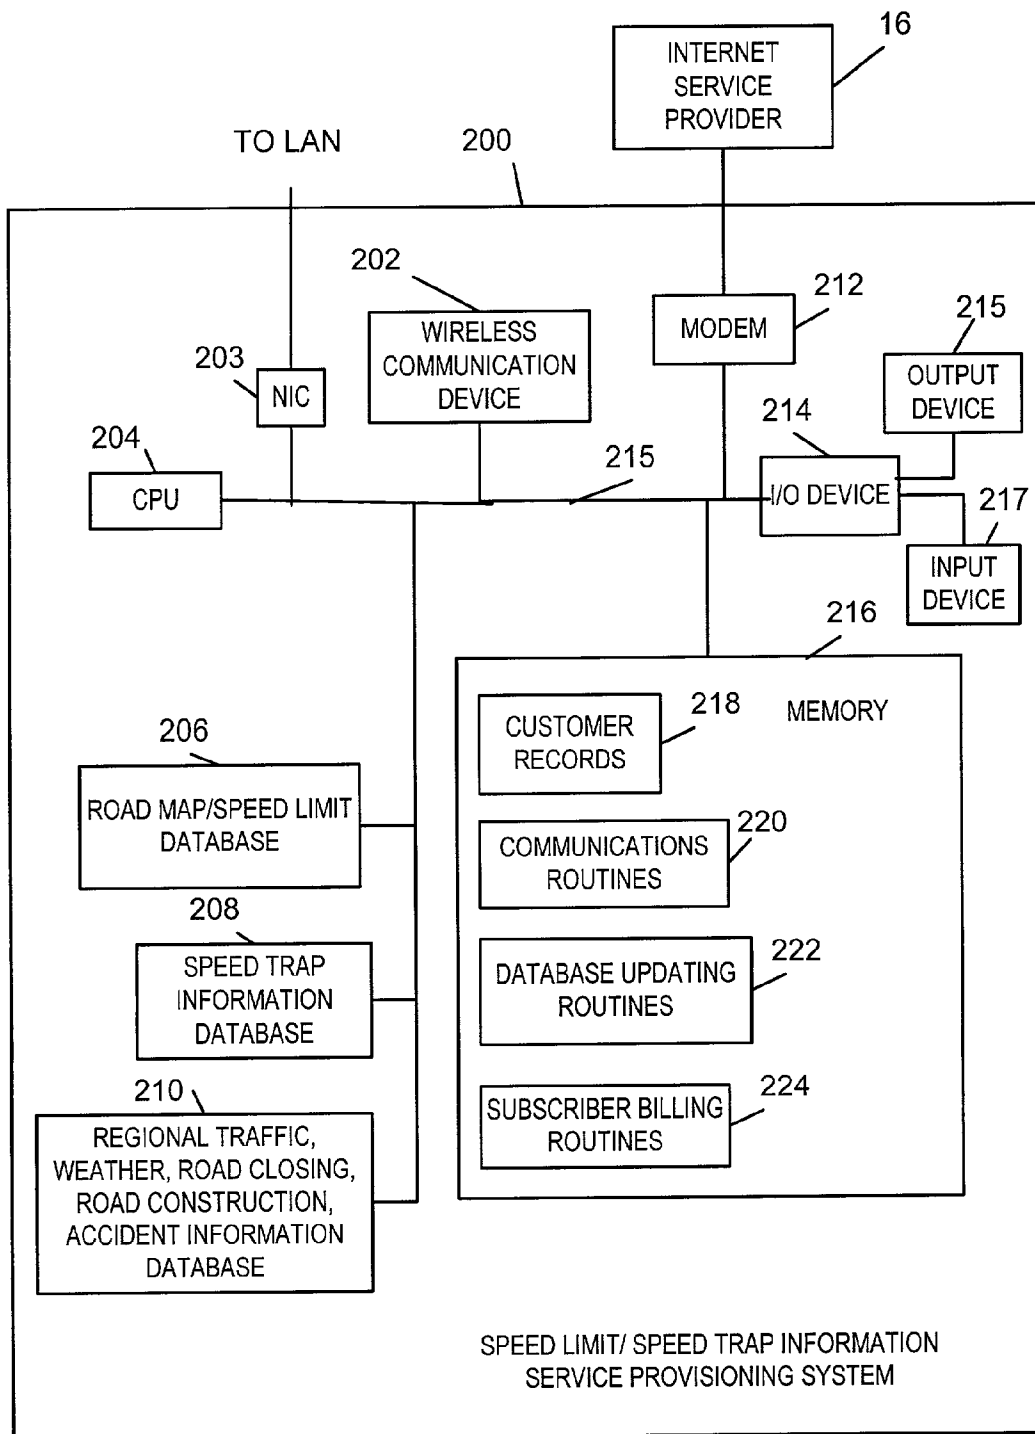 16
INTERNET
SERVICE
PROVIDER
TO LAN
200
202
WIRELESS
COMMUNICATION
DEVICE
212
MODEM
215
OUTPUT
DEVICE
203
NIC
204
CPU
215
214
I/O DEVICE
217
INPUT
DEVICE
216
MEMORY
218
CUSTOMER
RECORDS
206
ROAD MAP/SPEED LIMIT
DATABASE
220
COMMUNICATIONS
ROUTINES
208
SPEED TRAP
INFORMATION
DATABASE
222
DATABASE UPDATING
ROUTINES
210
REGIONAL TRAFFIC,
WEATHER, ROAD CLOSING,
ROAD CONSTRUCTION,
ACCIDENT INFORMATION
DATABASE
224
SUBSCRIBER BILLING
ROUTINES
SPEED LIMIT/ SPEED TRAP INFORMATION
SERVICE PROVISIONING SYSTEM